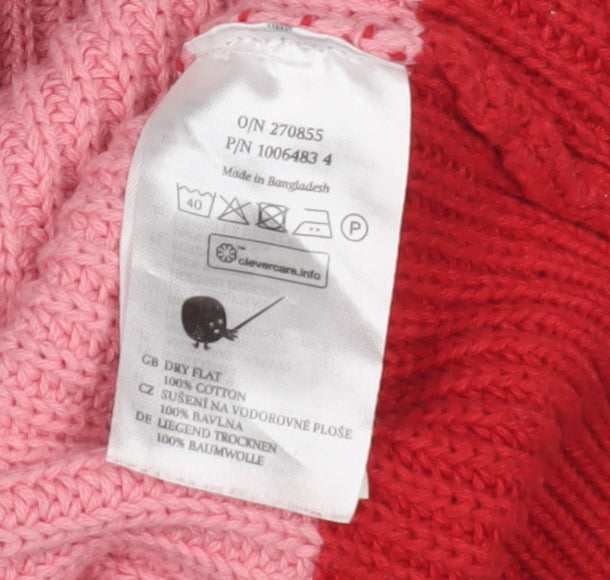 O/N 270855
P/N 1006483 4
Made in Bangladesh
40
P
clevercare.info
GB DRY FLAT
100% COTTON
CZ SUŠENÍ NA VODOROVNÉ PLOŠE
100% BAVLNA
DE LIEGEND TROCKNEN
100% BAUMWOLLE